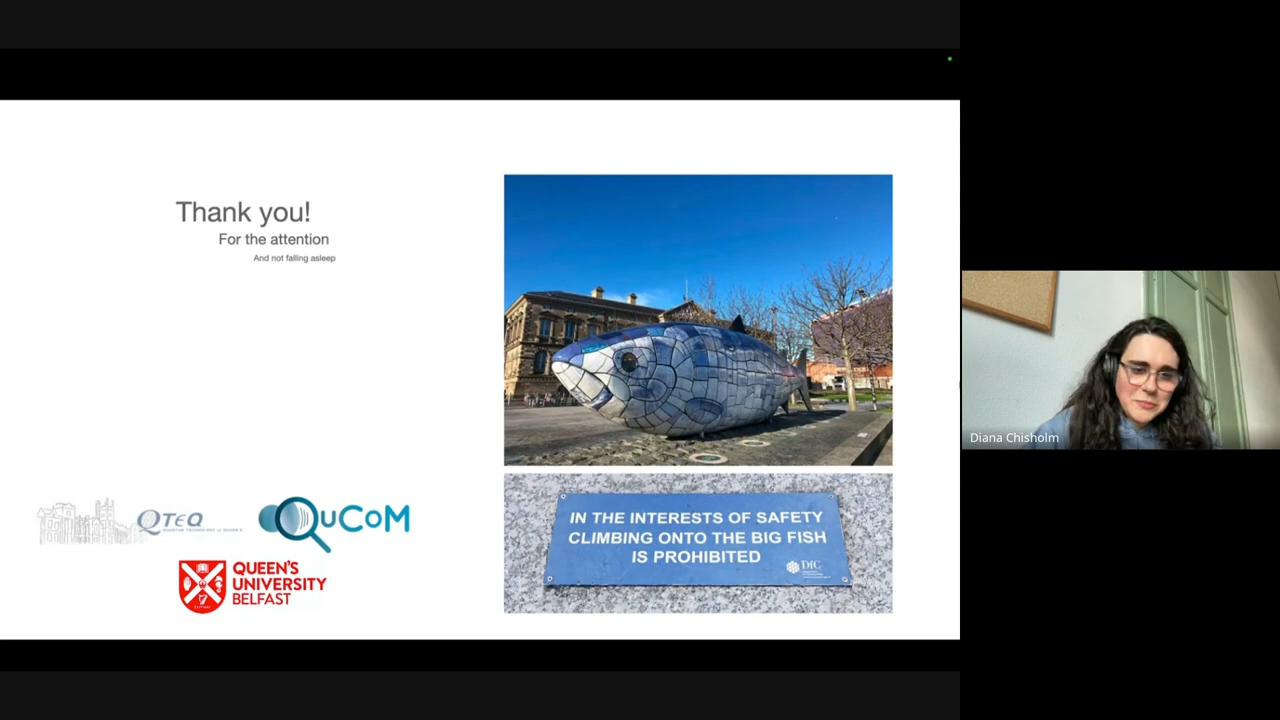 Thank you!
For the attention
And not falling asleep
QTEQ
QUCOM
QUEEN'S
UNIVERSITY
BELFAST
IN THE INTERESTS OF SAFETY
CLIMBING ONTO THE BIG FISH
IS PROHIBITED
DfC
Diana Chisholm